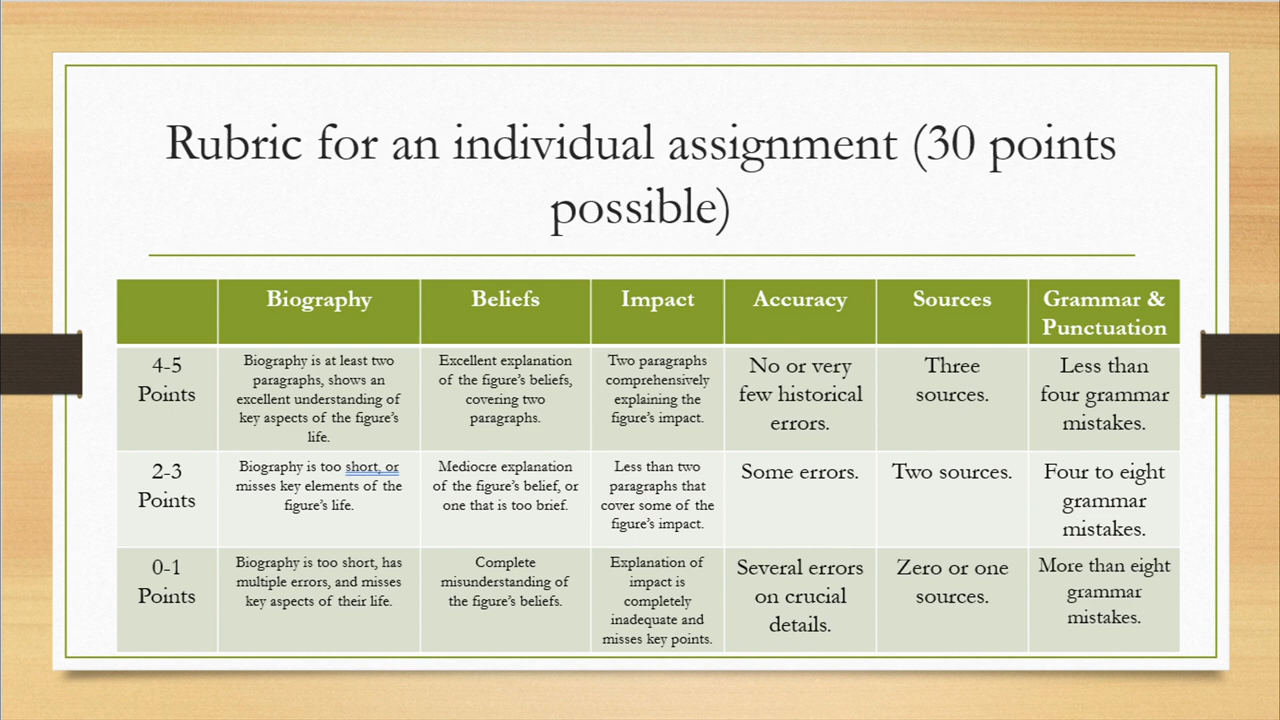 Rubric for an individual assignment (30 points
possible)
Biography
Beliefs
Impact
Accuracy
Sources
Grammar &
Punctuation
4-5
Points
Biography is at least two
paragraphs, shows an
excellent understanding of
key aspects of the figure's
life.
Excellent explanation
of the figure's beliefs,
covering two
paragraphs.
Two paragraphs
comprehensively
explaining the
figure's impact.
No or very
few historical
errors.
Three
sources.
Less than
four grammar
mistakes.
2-3
Points
Biography is too short, or
misses key elements of the
figure's life.
Mediocre explanation
of the figure's belief, or
one that is too brief.
Less than two
paragraphs that
cover some of the
figure's impact.
Some errors.
Two sources.
Four to eight
grammar
mistakes.
0-1
Points
Biography is too short, has
multiple errors, and misses
key aspects of their life.
Complete
misunderstanding of
the figure's beliefs.
Explanation of
impact is
completely
inadequate and
misses key points.
Several errors
on crucial
details.
Zero or one
sources.
More than eight
grammar
mistakes.